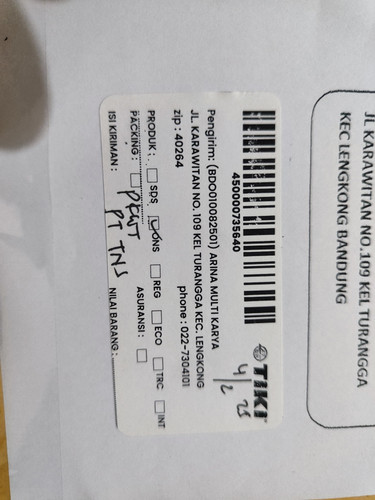 JL KARAWITAN NO.109 KEL TURANGGA
KEC LENGKONG BANDUNG
TIKI
4/2 25
450000735640
Pengirim: (BDO010082501) ARINA MULTI KARYA
JL. KARAWITAN NO. 109 KEL TURANGGA KEC. LENGKONG
zip : 40264 phone : 022-7304101
PRODUK : SDS ONS REG ECO TRC INT
PACKING : ASURANSI :
PKWT
ISI KIRIMAN : PT TNS NILAI BARANG :